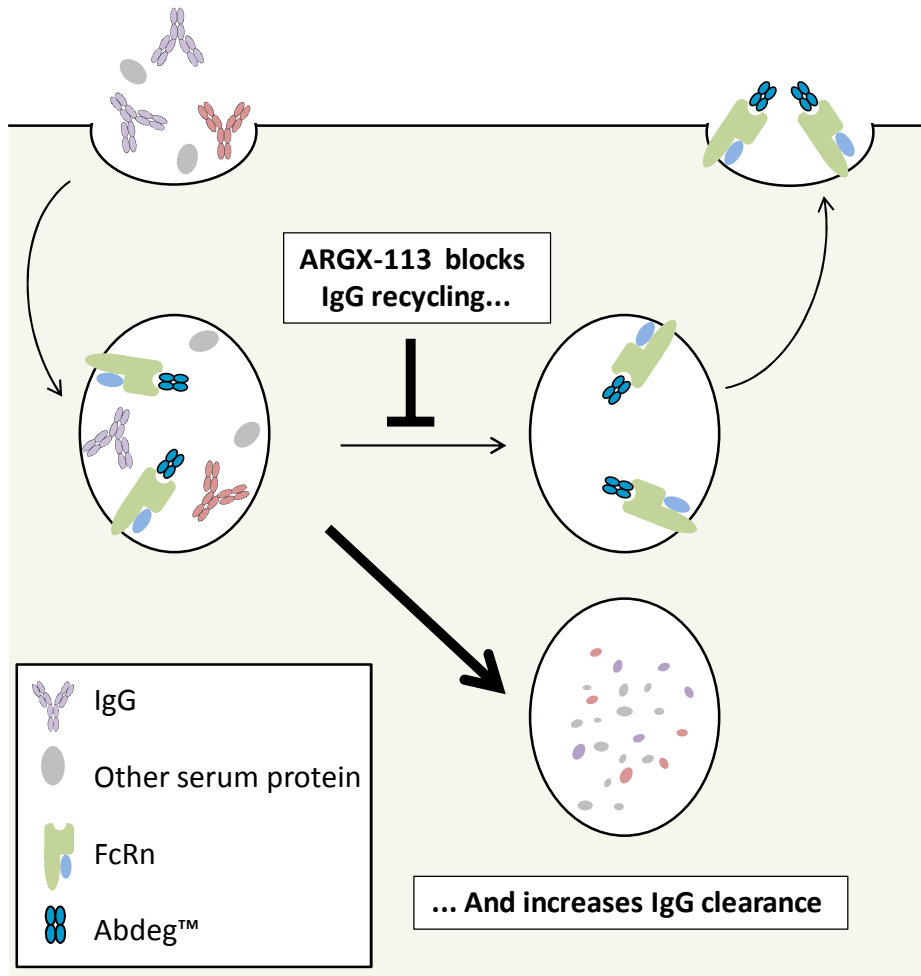 ARGX-113 blocks
IgG recycling...
IgG
Other serum protein
FcRn
Abdeg™
... And increases IgG clearance